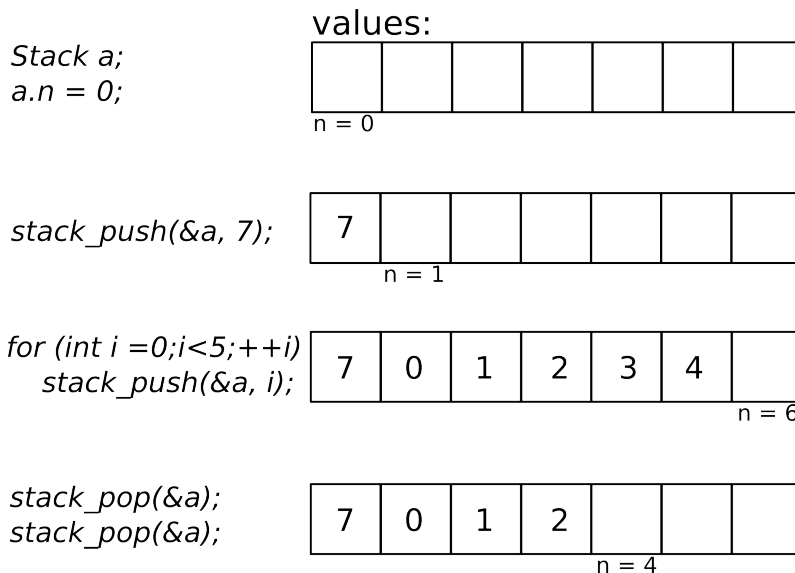 values:
Stack a;
a.n = 0;
n = 0
stack_push(&a, 7);
7
n = 1
for (int i =0;i<5;++i)
stack_push(&a, i);
7 0 1 2 3 4
n = 6
stack_pop(&a);
stack_pop(&a);
7 0 1 2
n = 4